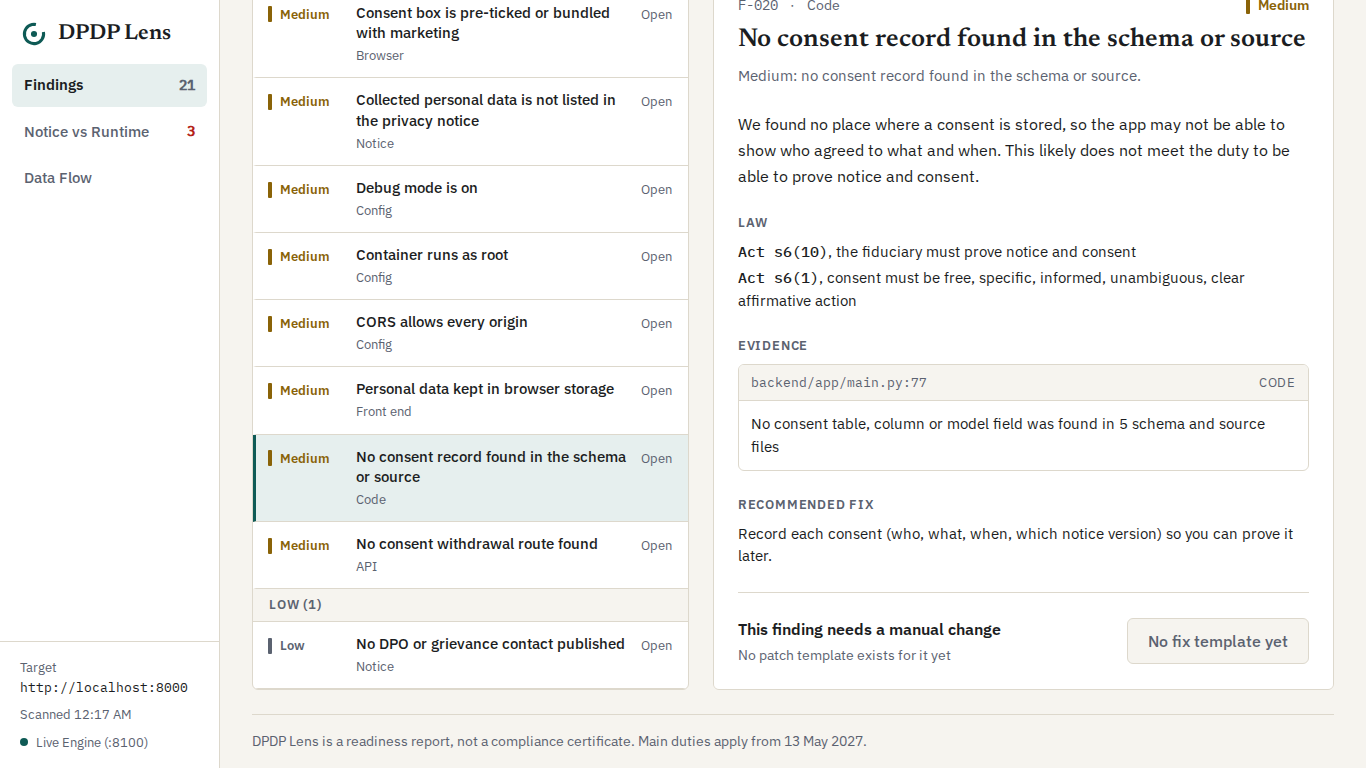 DPDP Lens
Findings 21
Notice vs Runtime 3
Data Flow
Target
http://localhost:8000
Scanned 12:17 AM
Live Engine (:8100)
Medium Consent box is pre-ticked or bundled Open
with marketing
Browser
Medium Collected personal data is not listed in Open
the privacy notice
Notice
Medium Debug mode is on Open
Config
Medium Container runs as root Open
Config
Medium CORS allows every origin Open
Config
Medium Personal data kept in browser storage Open
Front end
Medium No consent record found in the schema Open
or source
Code
Medium No consent withdrawal route found Open
API
LOW (1)
Low No DPO or grievance contact published Open
Notice
F-020 · Code Medium
No consent record found in the schema or source
Medium: no consent record found in the schema or source.
We found no place where a consent is stored, so the app may not be able to
show who agreed to what and when. This likely does not meet the duty to be
able to prove notice and consent.
LAW
Act s6(10), the fiduciary must prove notice and consent
Act s6(1), consent must be free, specific, informed, unambiguous, clear
affirmative action
EVIDENCE
backend/app/main.py:77 CODE
No consent table, column or model field was found in 5 schema and source
files
RECOMMENDED FIX
Record each consent (who, what, when, which notice version) so you can prove it
later.
This finding needs a manual change
No patch template exists for it yet
No fix template yet
DPDP Lens is a readiness report, not a compliance certificate. Main duties apply from 13 May 2027.